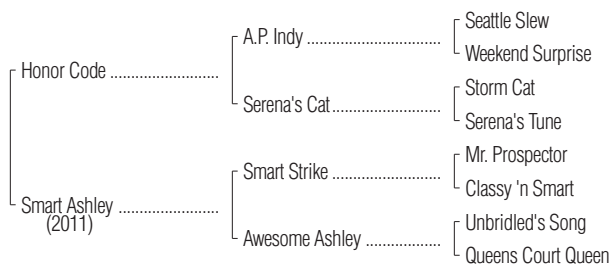 Seattle Slew
A.P. Indy ..............................
Weekend Surprise
Honor Code ........................
Storm Cat
Serena's Cat........................
Serena's Tune
Mr. Prospector
Smart Strike ........................
Classy 'n Smart
Smart Ashley ......................
(2011)
Unbridled's Song
Awesome Ashley .................
Queens Court Queen